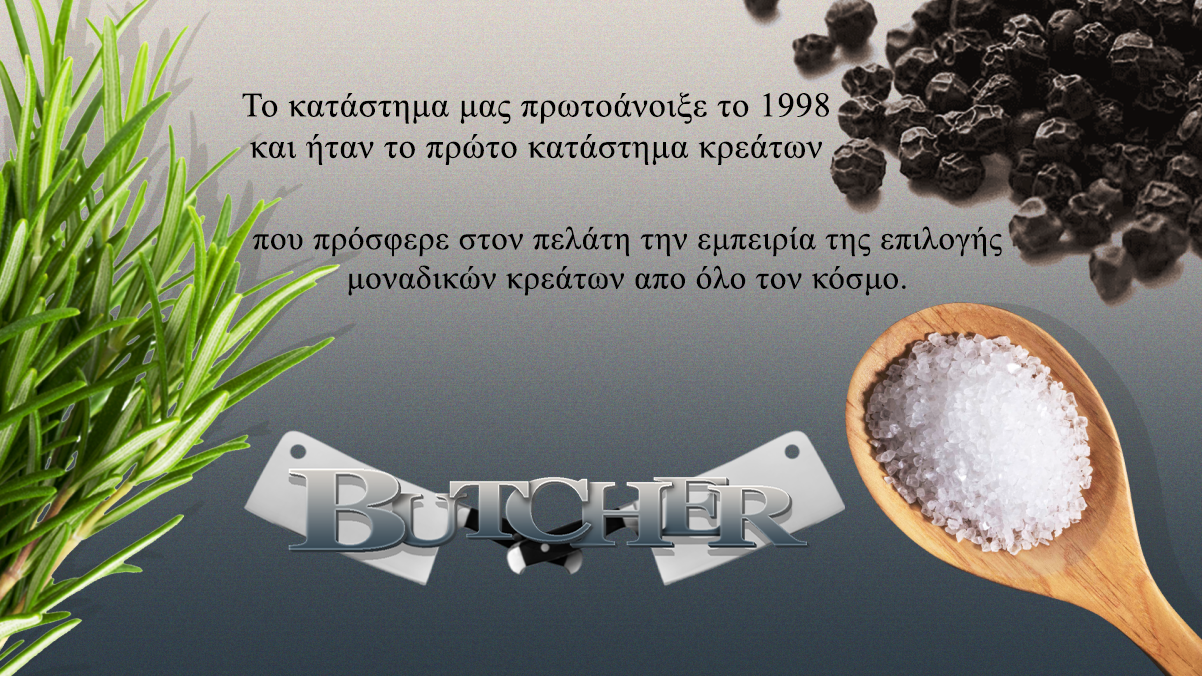 Το κατάστημα μας πρωτοάνοιξε το 1998
και ήταν το πρώτο κατάστημα κρεάτων
που πρόσφερε στον πελάτη την εμπειρία της επιλογής
μοναδικών κρεάτων απο όλο τον κόσμο.
BUTCHER